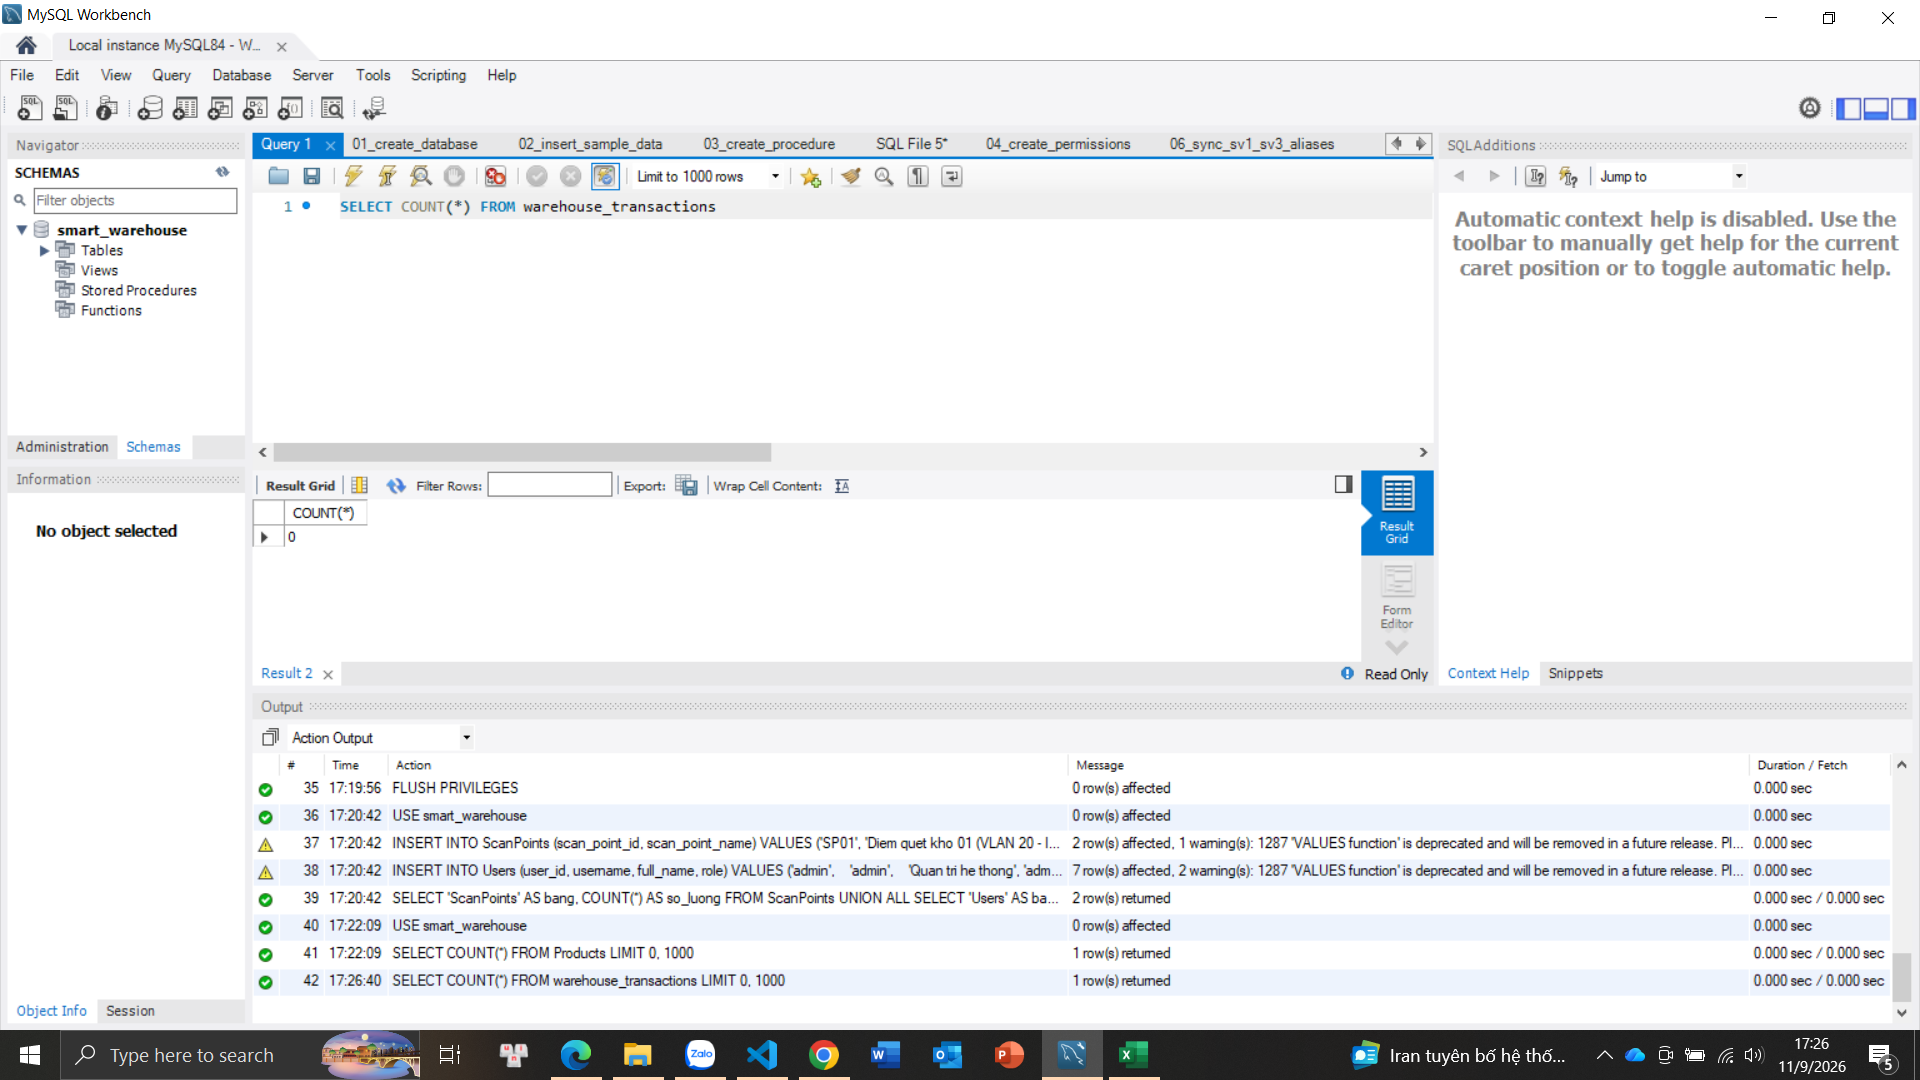 MySQL Workbench
Local instance MySQL84 - W...
File Edit View Query Database Server Tools Scripting Help
Navigator
SCHEMAS
Filter objects
smart_warehouse
Tables
Views
Stored Procedures
Functions
Administration Schemas
Information
No object selected
Object Info Session
Query 1 01_create_database 02_insert_sample_data 03_create_procedure SQL File 5* 04_create_permissions 06_sync_sv1_sv3_aliases
Limit to 1000 rows
1 SELECT COUNT(*) FROM warehouse_transactions
Result Grid Filter Rows: Export: Wrap Cell Content:
COUNT(*)
0
Result Grid
Form Editor
Result 2 Read Only
SQLAdditions
Jump to
Automatic context help is disabled. Use the
toolbar to manually get help for the current
caret position or to toggle automatic help.
Context Help Snippets
Output
Action Output
# Time Action Message Duration / Fetch
35 17:19:56 FLUSH PRIVILEGES 0 row(s) affected 0.000 sec
36 17:20:42 USE smart_warehouse 0 row(s) affected 0.000 sec
37 17:20:42 INSERT INTO ScanPoints (scan_point_id, scan_point_name) VALUES ('SP01', 'Diem quet kho 01 (VLAN 20 - I... 2 row(s) affected, 1 warning(s): 1287 'VALUES function' is deprecated and will be removed in a future release. Pl... 0.000 sec
38 17:20:42 INSERT INTO Users (user_id, username, full_name, role) VALUES ('admin', 'admin', 'Quan tri he thong', 'adm... 7 row(s) affected, 2 warning(s): 1287 'VALUES function' is deprecated and will be removed in a future release. Pl... 0.000 sec
39 17:20:42 SELECT 'ScanPoints' AS bang, COUNT(*) AS so_luong FROM ScanPoints UNION ALL SELECT 'Users' AS ba... 2 row(s) returned 0.000 sec / 0.000 sec
40 17:22:09 USE smart_warehouse 0 row(s) affected 0.000 sec
41 17:22:09 SELECT COUNT(*) FROM Products LIMIT 0, 1000 1 row(s) returned 0.000 sec / 0.000 sec
42 17:26:40 SELECT COUNT(*) FROM warehouse_transactions LIMIT 0, 1000 1 row(s) returned 0.000 sec / 0.000 sec
Type here to search
Zalo
Iran tuyên bố hệ thố...
17:26
11/9/2026
5